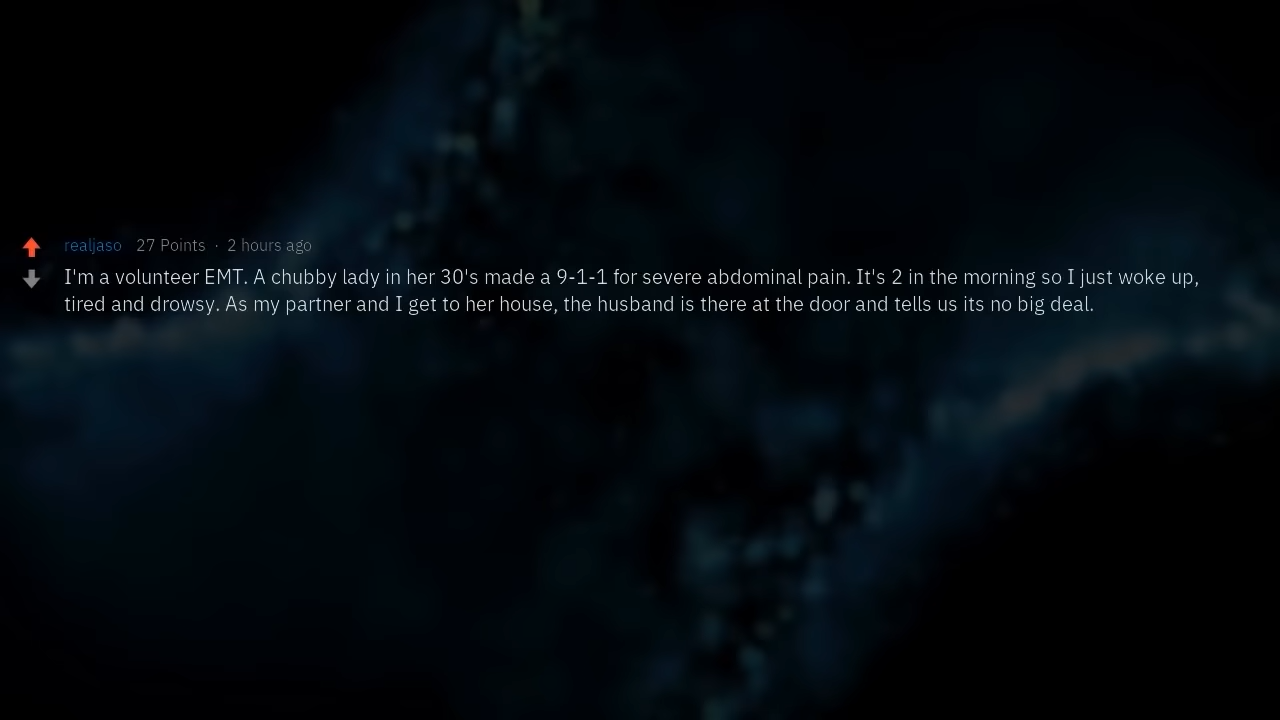 realjaso 27 Points · 2 hours ago
I'm a volunteer EMT. A chubby lady in her 30's made a 9-1-1 for severe abdominal pain. It's 2 in the morning so I just woke up,
tired and drowsy. As my partner and I get to her house, the husband is there at the door and tells us its no big deal.